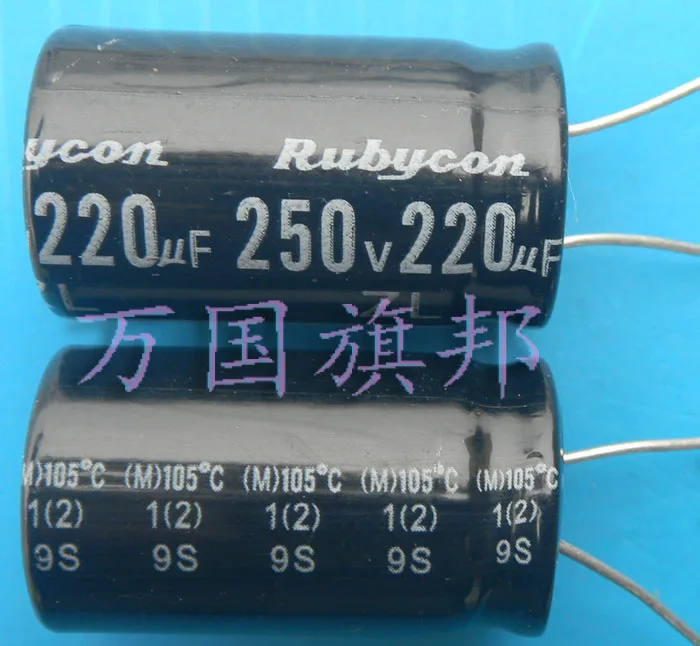 ycon Rubycon
220μF 250v 220μF
L 7L
万国旗邦
M)105°C (M)105°C (M)105°C (M)105°C (M)105°C
1(2) 1(2) 1(2) 1(2) 1(2)
9S 9S 9S 9S 9S